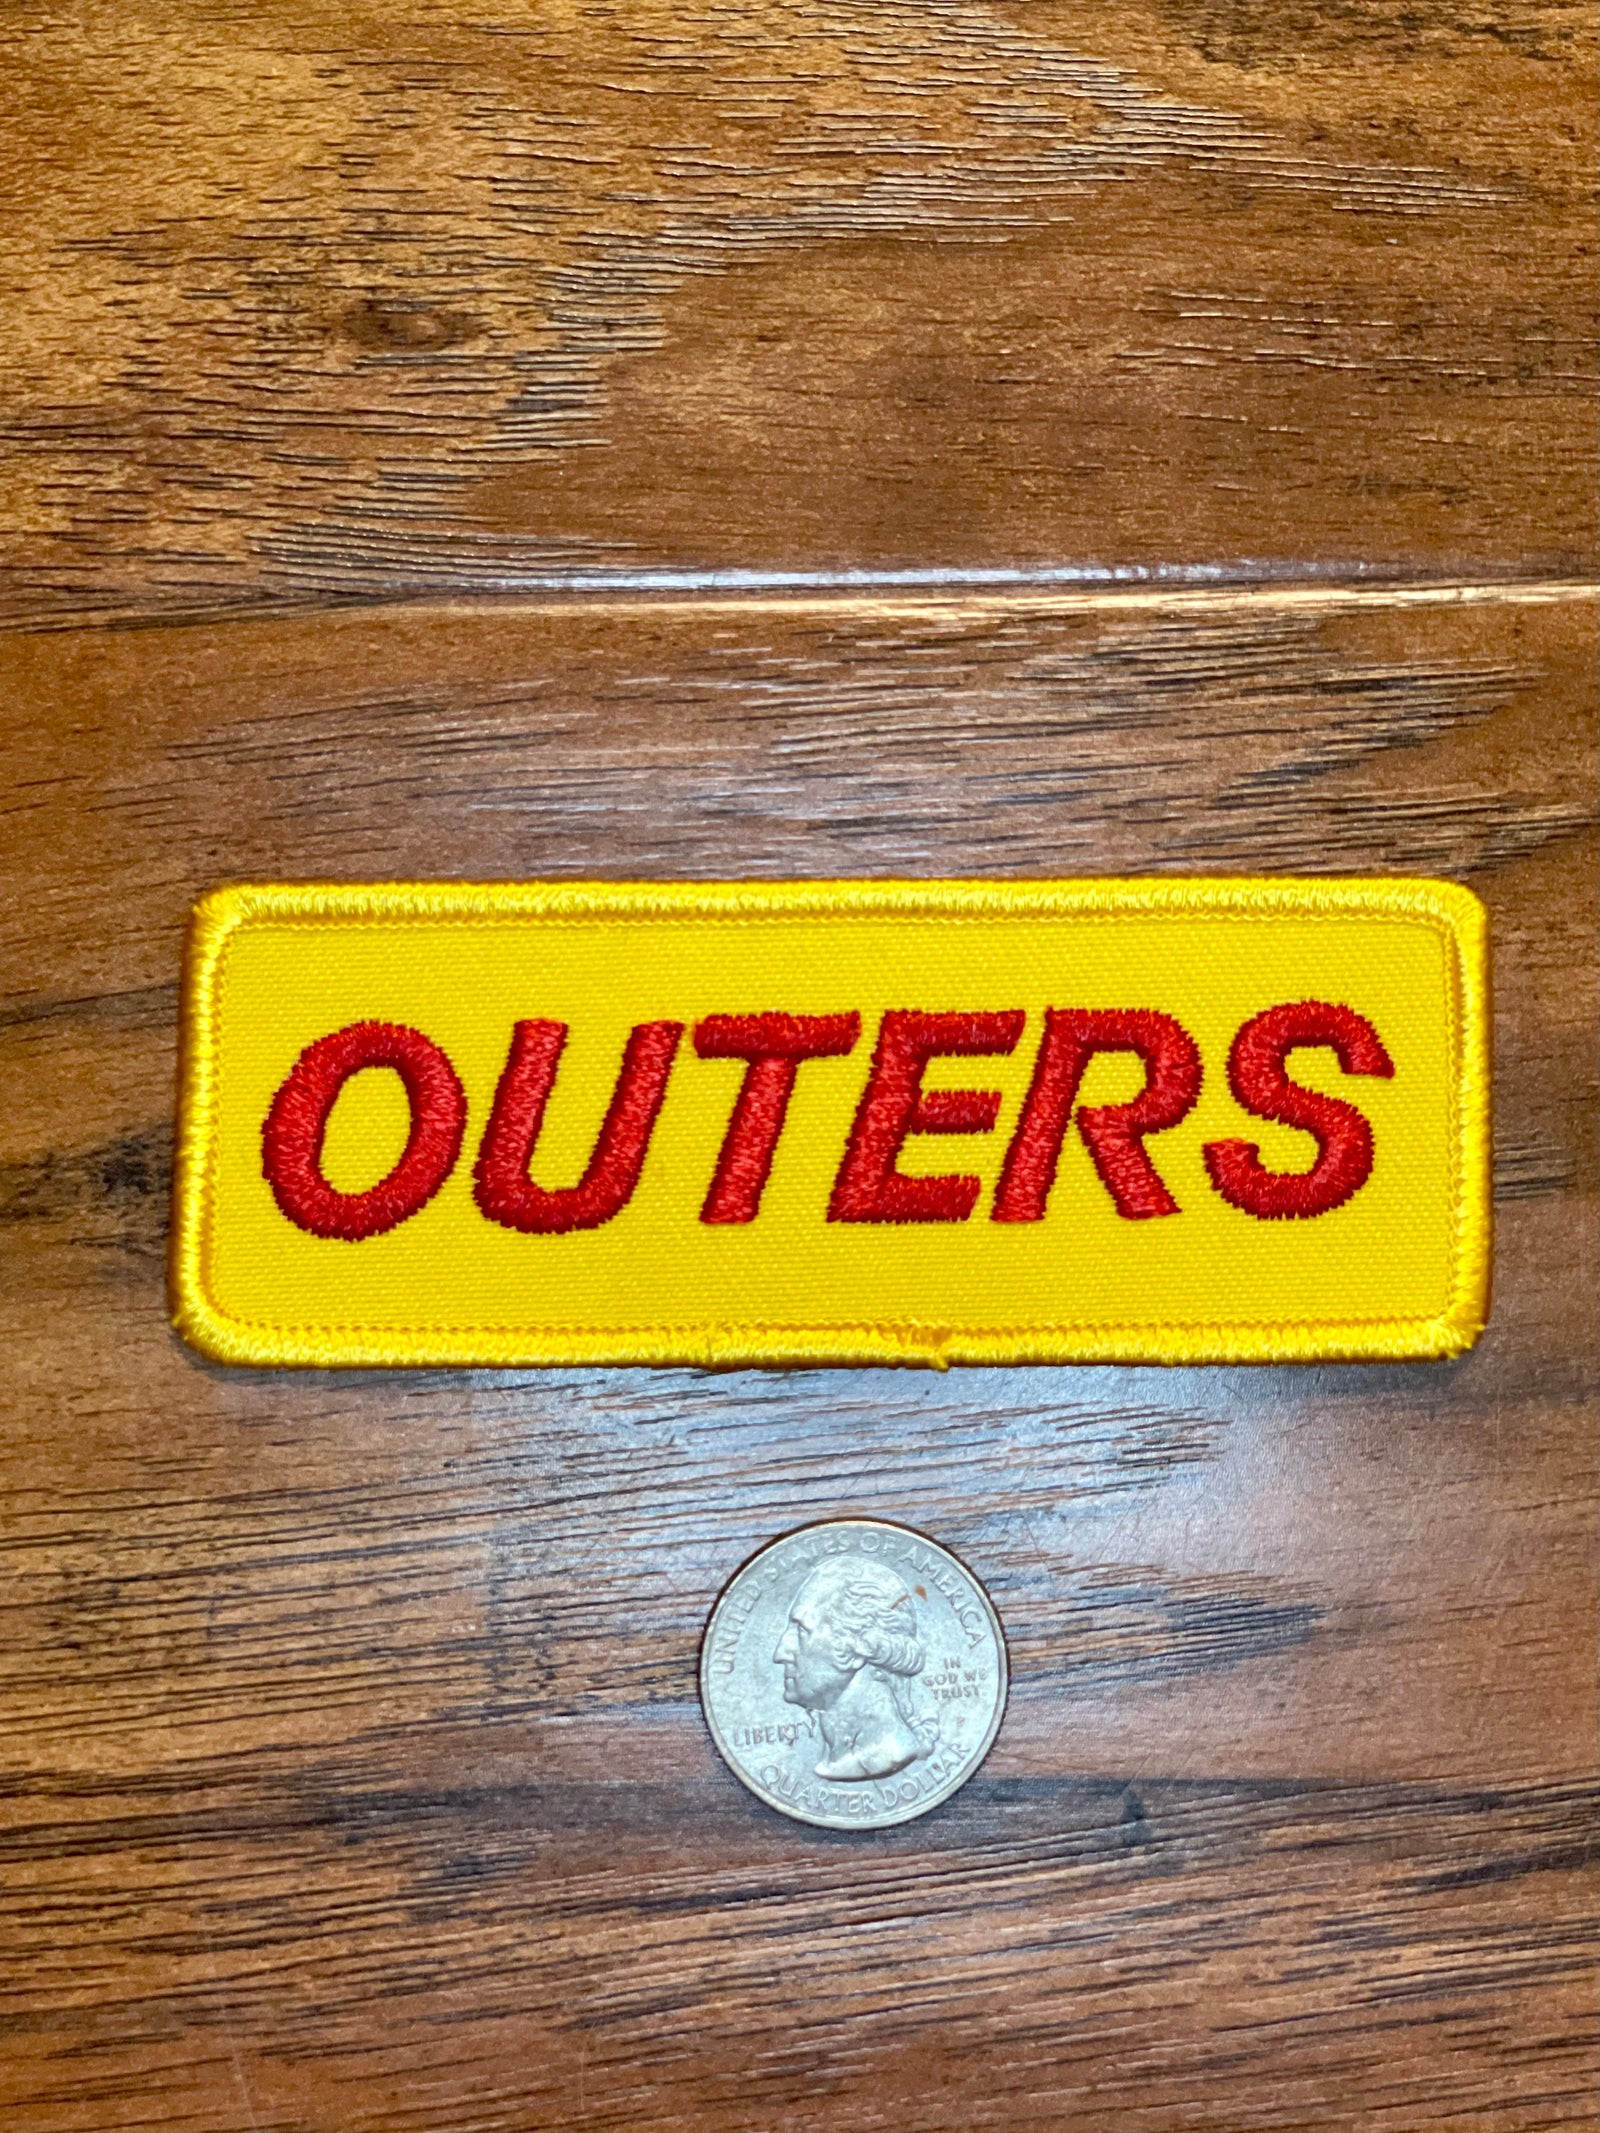 OUTERS
UNITED STATES OF AMERICA
IN
GOD WE
TRUST
LIBERTY
P
QUARTER DOLLAR